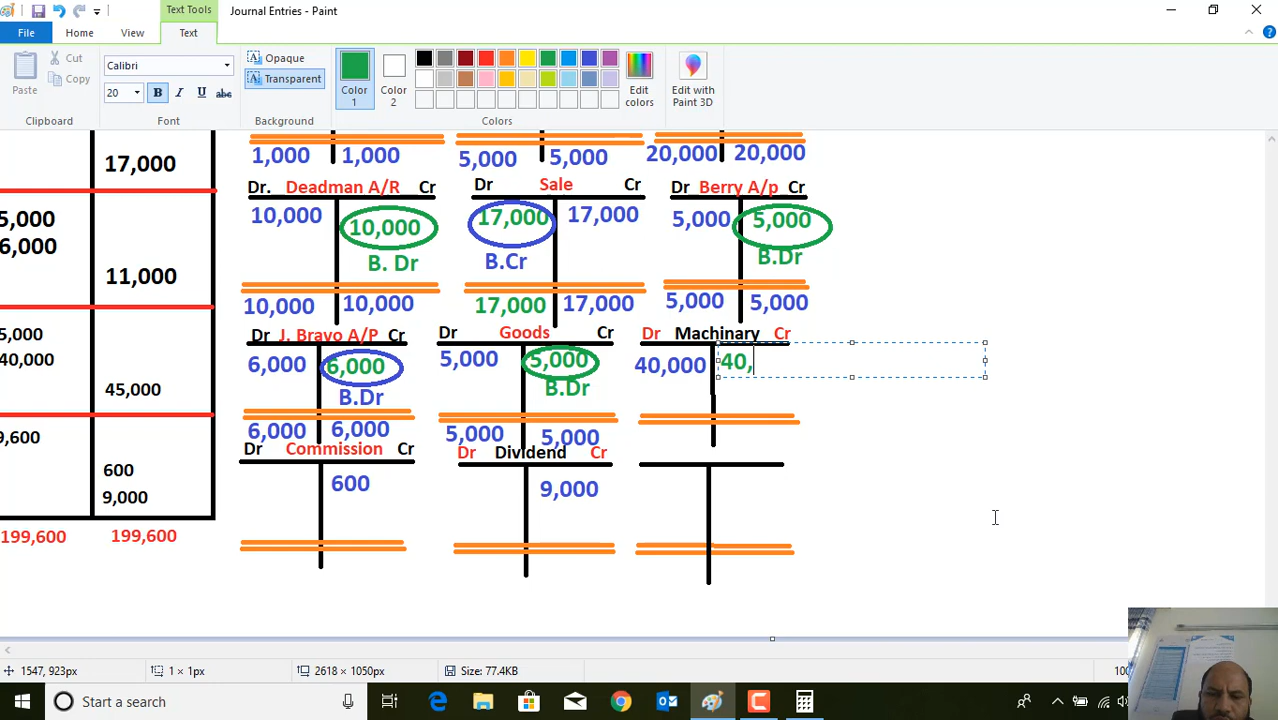 Text Tools
Journal Entries - Paint
File
Home
View
Text
Paste
Cut
Copy
Clipboard
Calibri
20
B
I
U
abc
Font
Opaque
Transparent
Background
Color
1
Color
2
Edit
colors
Colors
Edit with
Paint 3D
17,000
5,000
6,000
11,000
5,000
40,000
45,000
9,600
600
9,000
199,600 199,600
1,000 1,000
5,000 5,000
20,000 20,000
Dr. Deadman A/R Cr
10,000 10,000
B. Dr
10,000 10,000
Dr Sale Cr
17,000 17,000
B.Cr
17,000 17,000
Dr Berry A/p Cr
5,000 5,000
B.Dr
5,000 5,000
Dr J. Bravo A/P Cr
6,000 6,000
B.Dr
6,000 6,000
Dr Goods Cr
5,000 5,000
B.Dr
5,000 5,000
Dr Machinary Cr
40,000 40,
Dr Commission Cr
600
Dr Dividend Cr
9,000
1547, 923px
1 × 1px
2618 × 1050px
Size: 77.4KB
100
Start a search